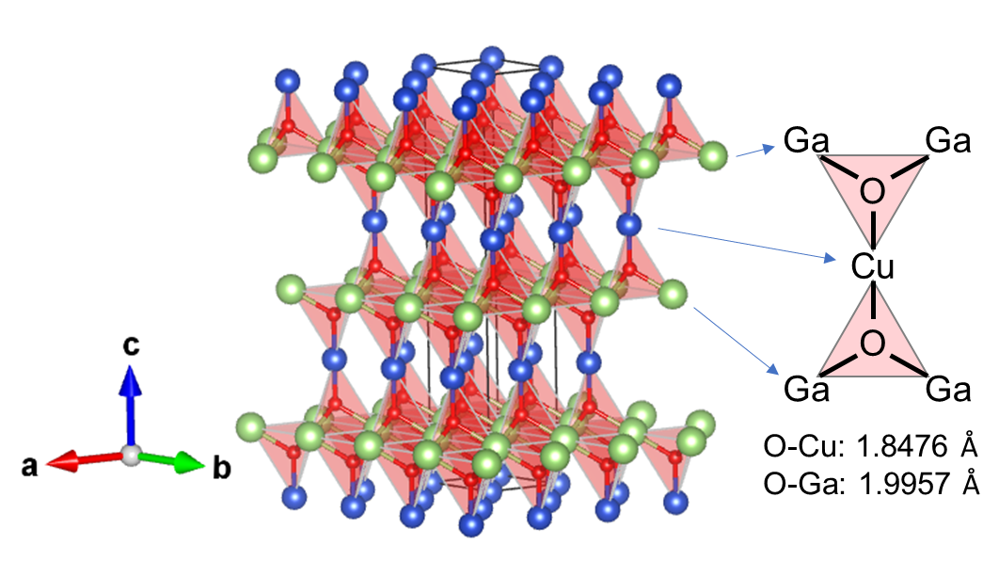 Ga Ga
O
Cu
O
Ga Ga
O-Cu: 1.8476 Å
O-Ga: 1.9957 Å
c
a b